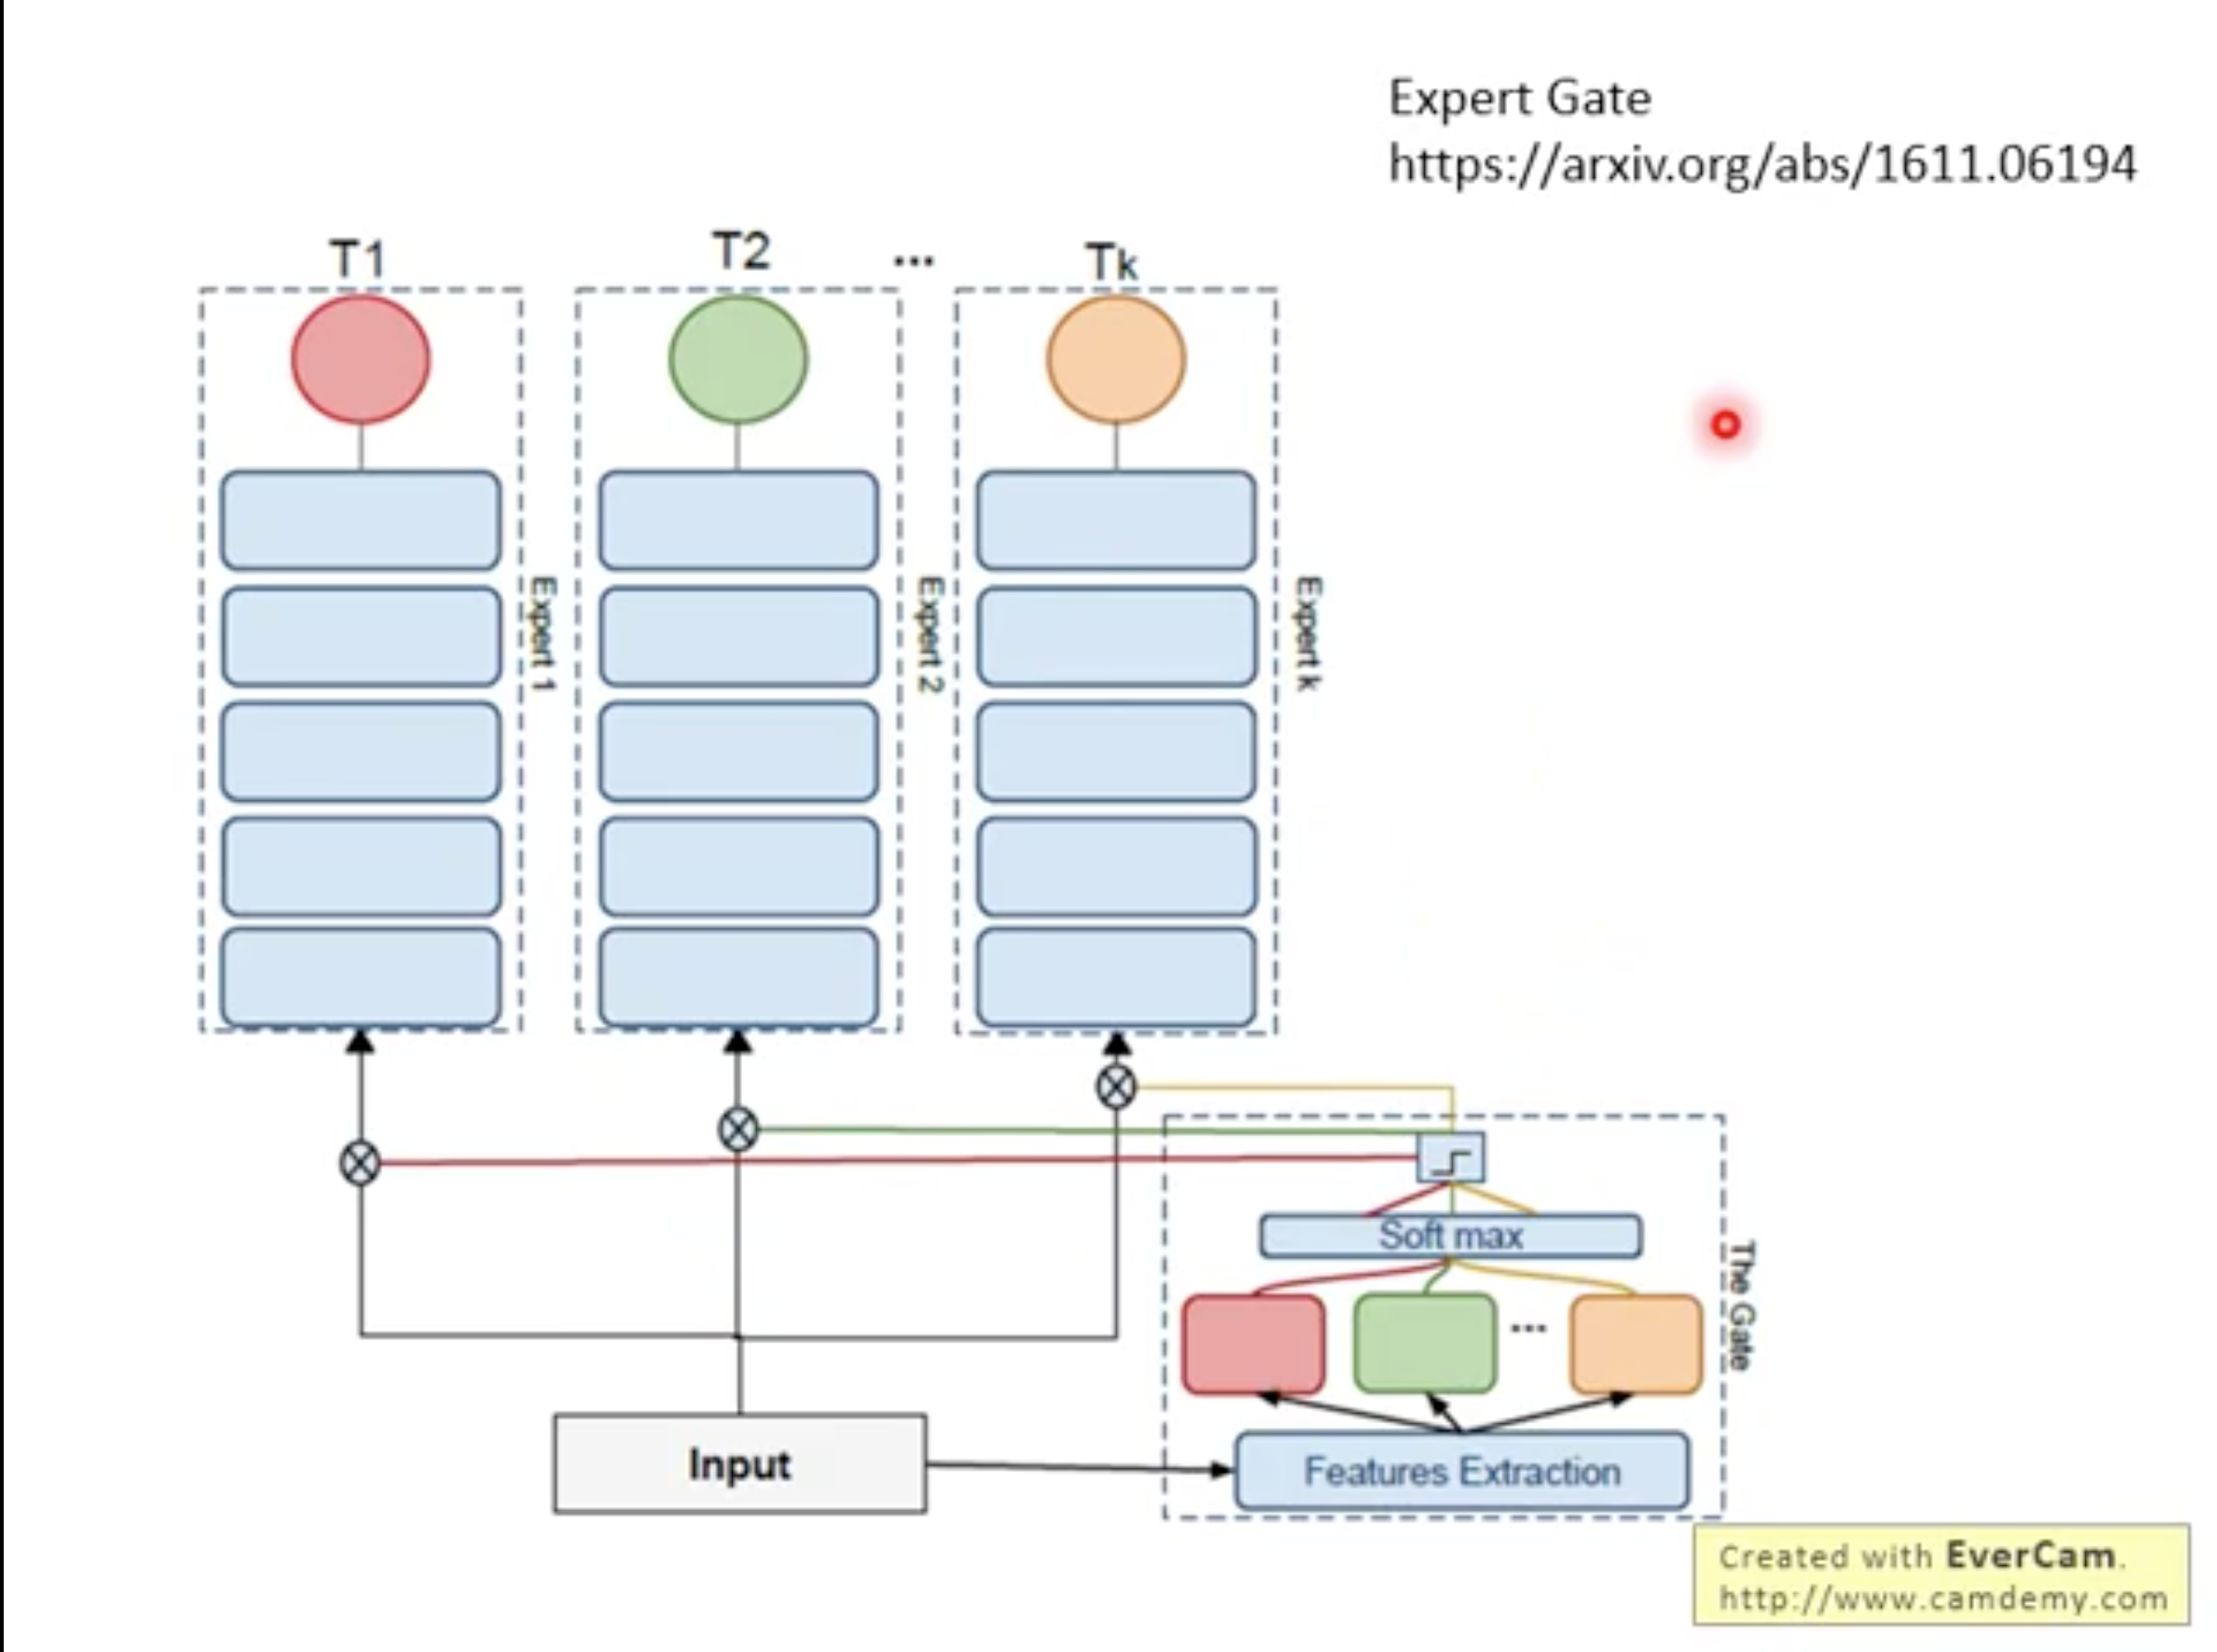 Expert Gate
https://arxiv.org/abs/1611.06194
T1
T2
...
Tk
Expert 1
Expert 2
Expert k
Soft max
...
The Gate
Input
Features Extraction
Created with EverCam.
http://www.camdemy.com